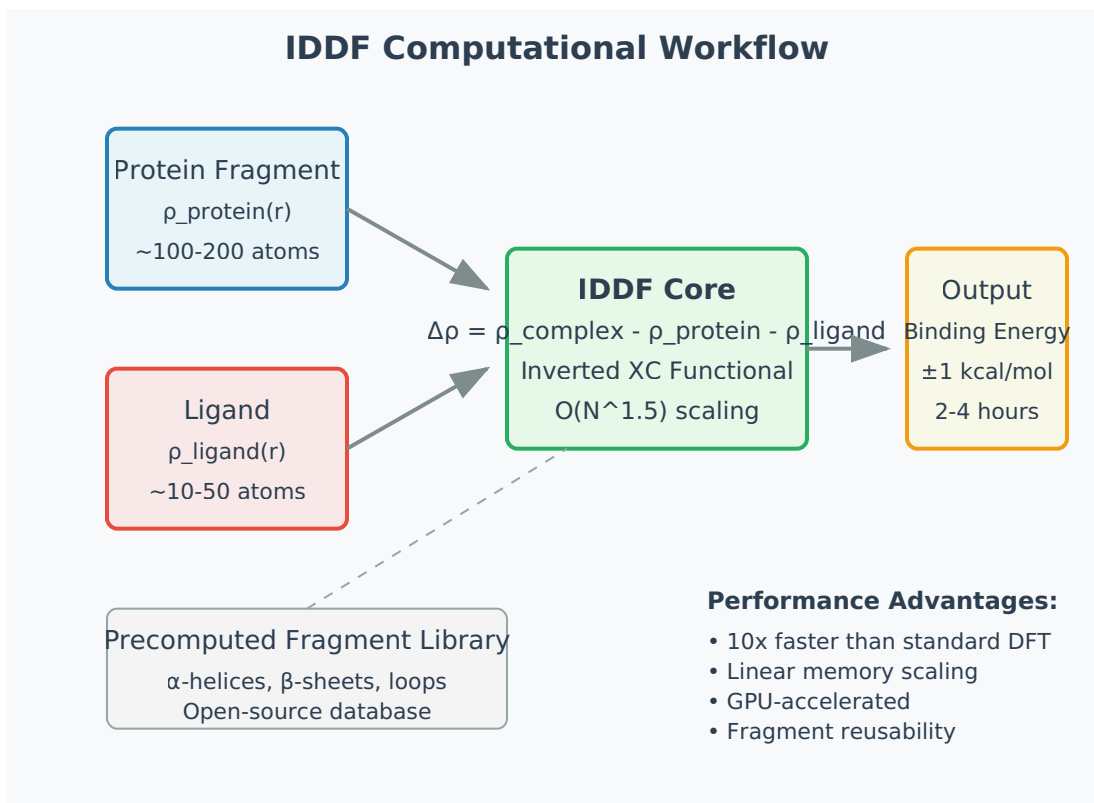 IDDF Computational Workflow
Protein Fragment
ρ_protein(r)
~100-200 atoms
Ligand
ρ_ligand(r)
~10-50 atoms
IDDF Core
Δρ = ρ_complex - ρ_protein - ρ_ligand
Inverted XC Functional
O(N^1.5) scaling
Output
Binding Energy
±1 kcal/mol
2-4 hours
Precomputed Fragment Library
α-helices, β-sheets, loops
Open-source database
Performance Advantages:
• 10x faster than standard DFT
• Linear memory scaling
• GPU-accelerated
• Fragment reusability